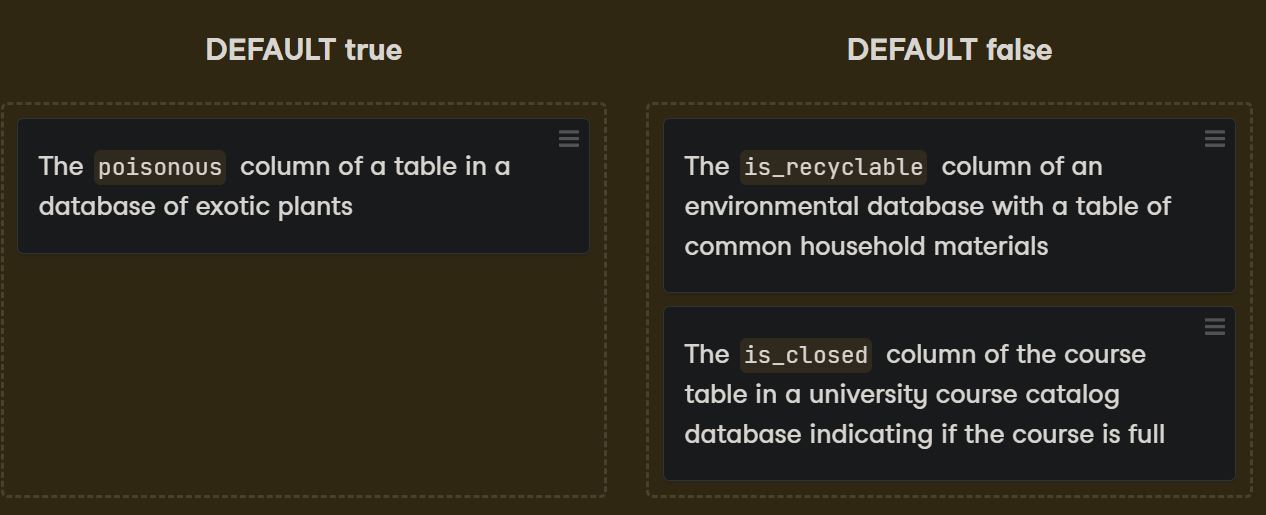 DEFAULT true
The poisonous column of a table in a
database of exotic plants
DEFAULT false
The is_recyclable column of an
environmental database with a table of
common household materials
The is_closed column of the course
table in a university course catalog
database indicating if the course is full